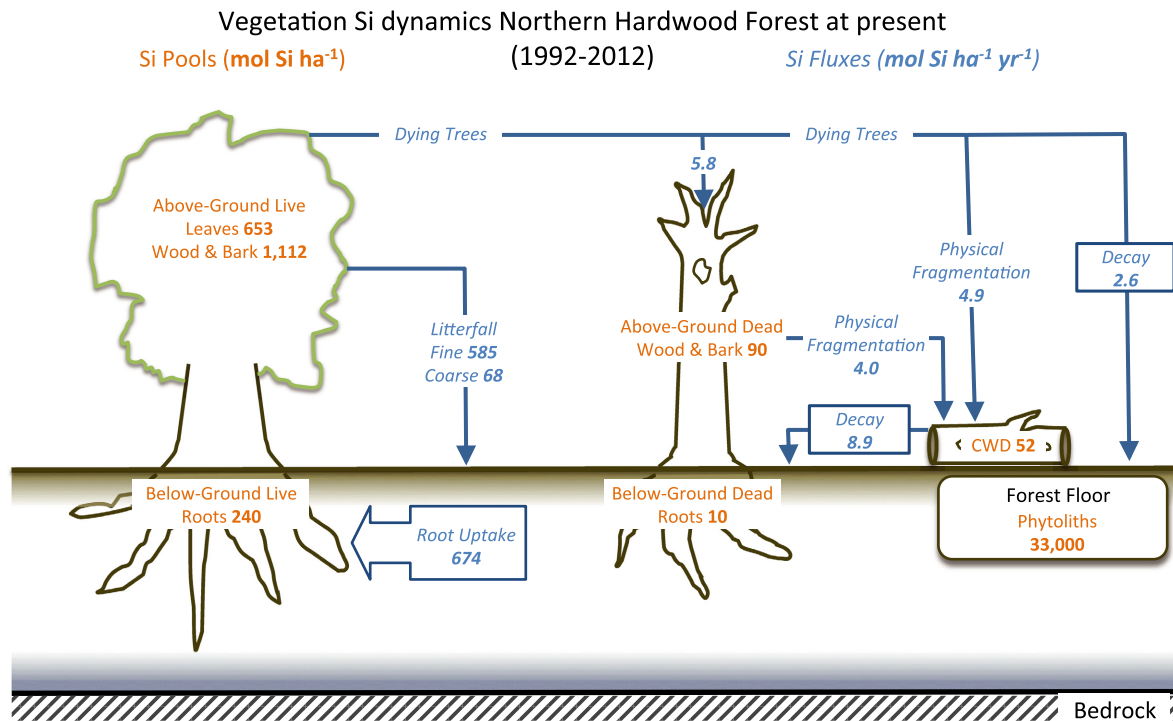 Vegetation Si dynamics Northern Hardwood Forest at present
(1992-2012)
Si Pools (mol Si ha⁻¹)
Si Fluxes (mol Si ha⁻¹ yr⁻¹)
Dying Trees
Dying Trees
5.8
Above-Ground Live
Leaves 653
Wood & Bark 1,112
Physical
Fragmentation
4.9
Decay
2.6
Litterfall
Fine 585
Coarse 68
Above-Ground Dead
Wood & Bark 90
Physical
Fragmentation
4.0
Decay
8.9
CWD 52
Below-Ground Live
Roots 240
Root Uptake
674
Below-Ground Dead
Roots 10
Forest Floor
Phytoliths
33,000
Bedrock